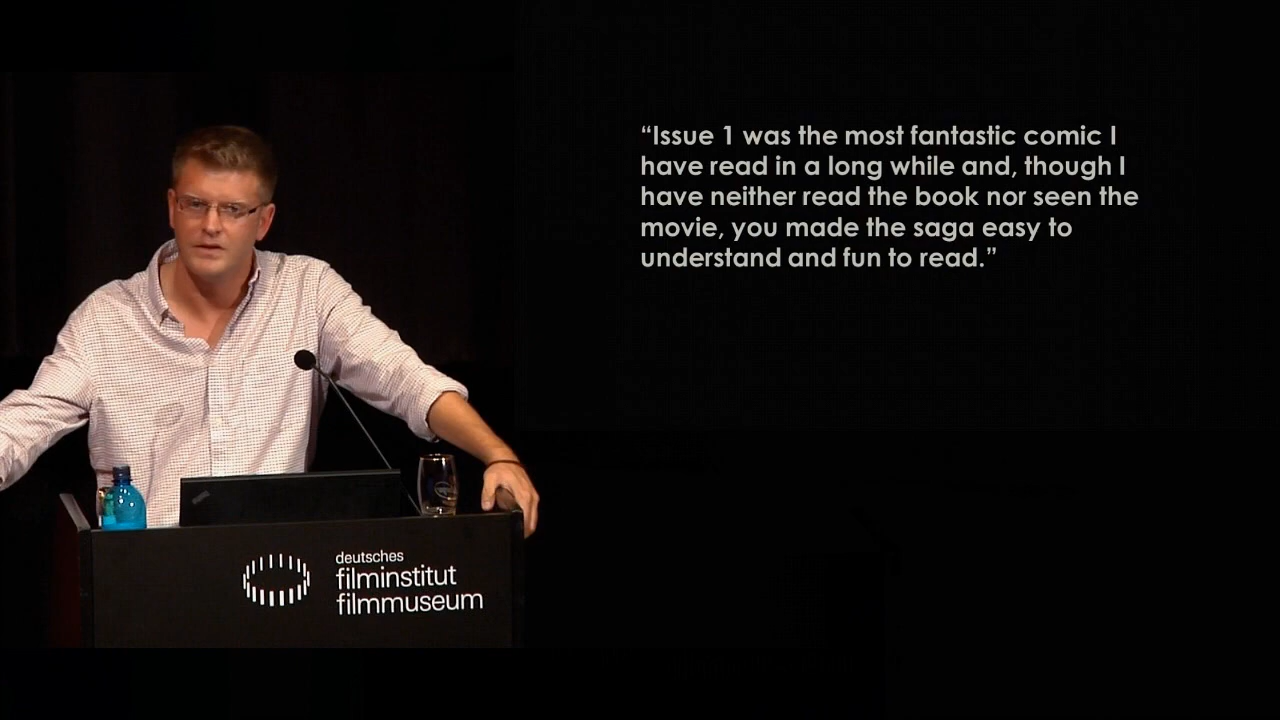 “Issue 1 was the most fantastic comic I
have read in a long while and, though I
have neither read the book nor seen the
movie, you made the saga easy to
understand and fun to read.”
deutsches
filminstitut
filmmuseum